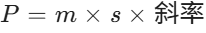 P = m × s × 斜率